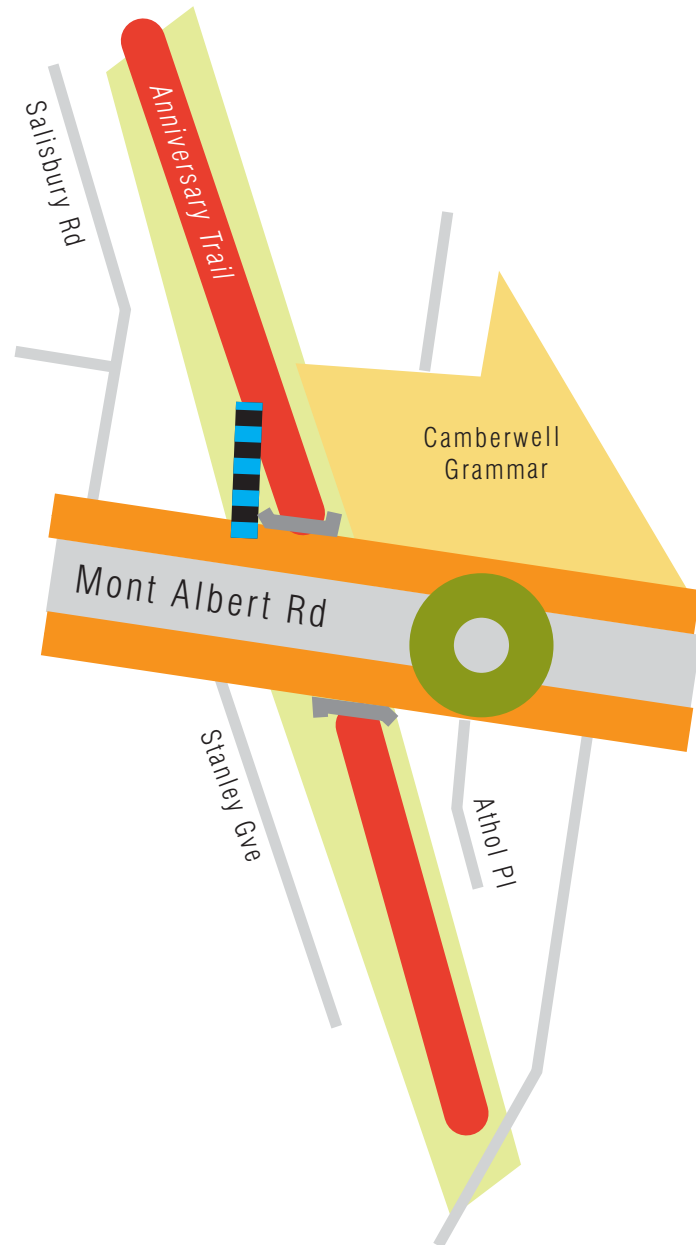 Anniversary Trail
Salisbury Rd
Camberwell
Grammar
Mont Albert Rd
Stanley Gve
Athol Pl